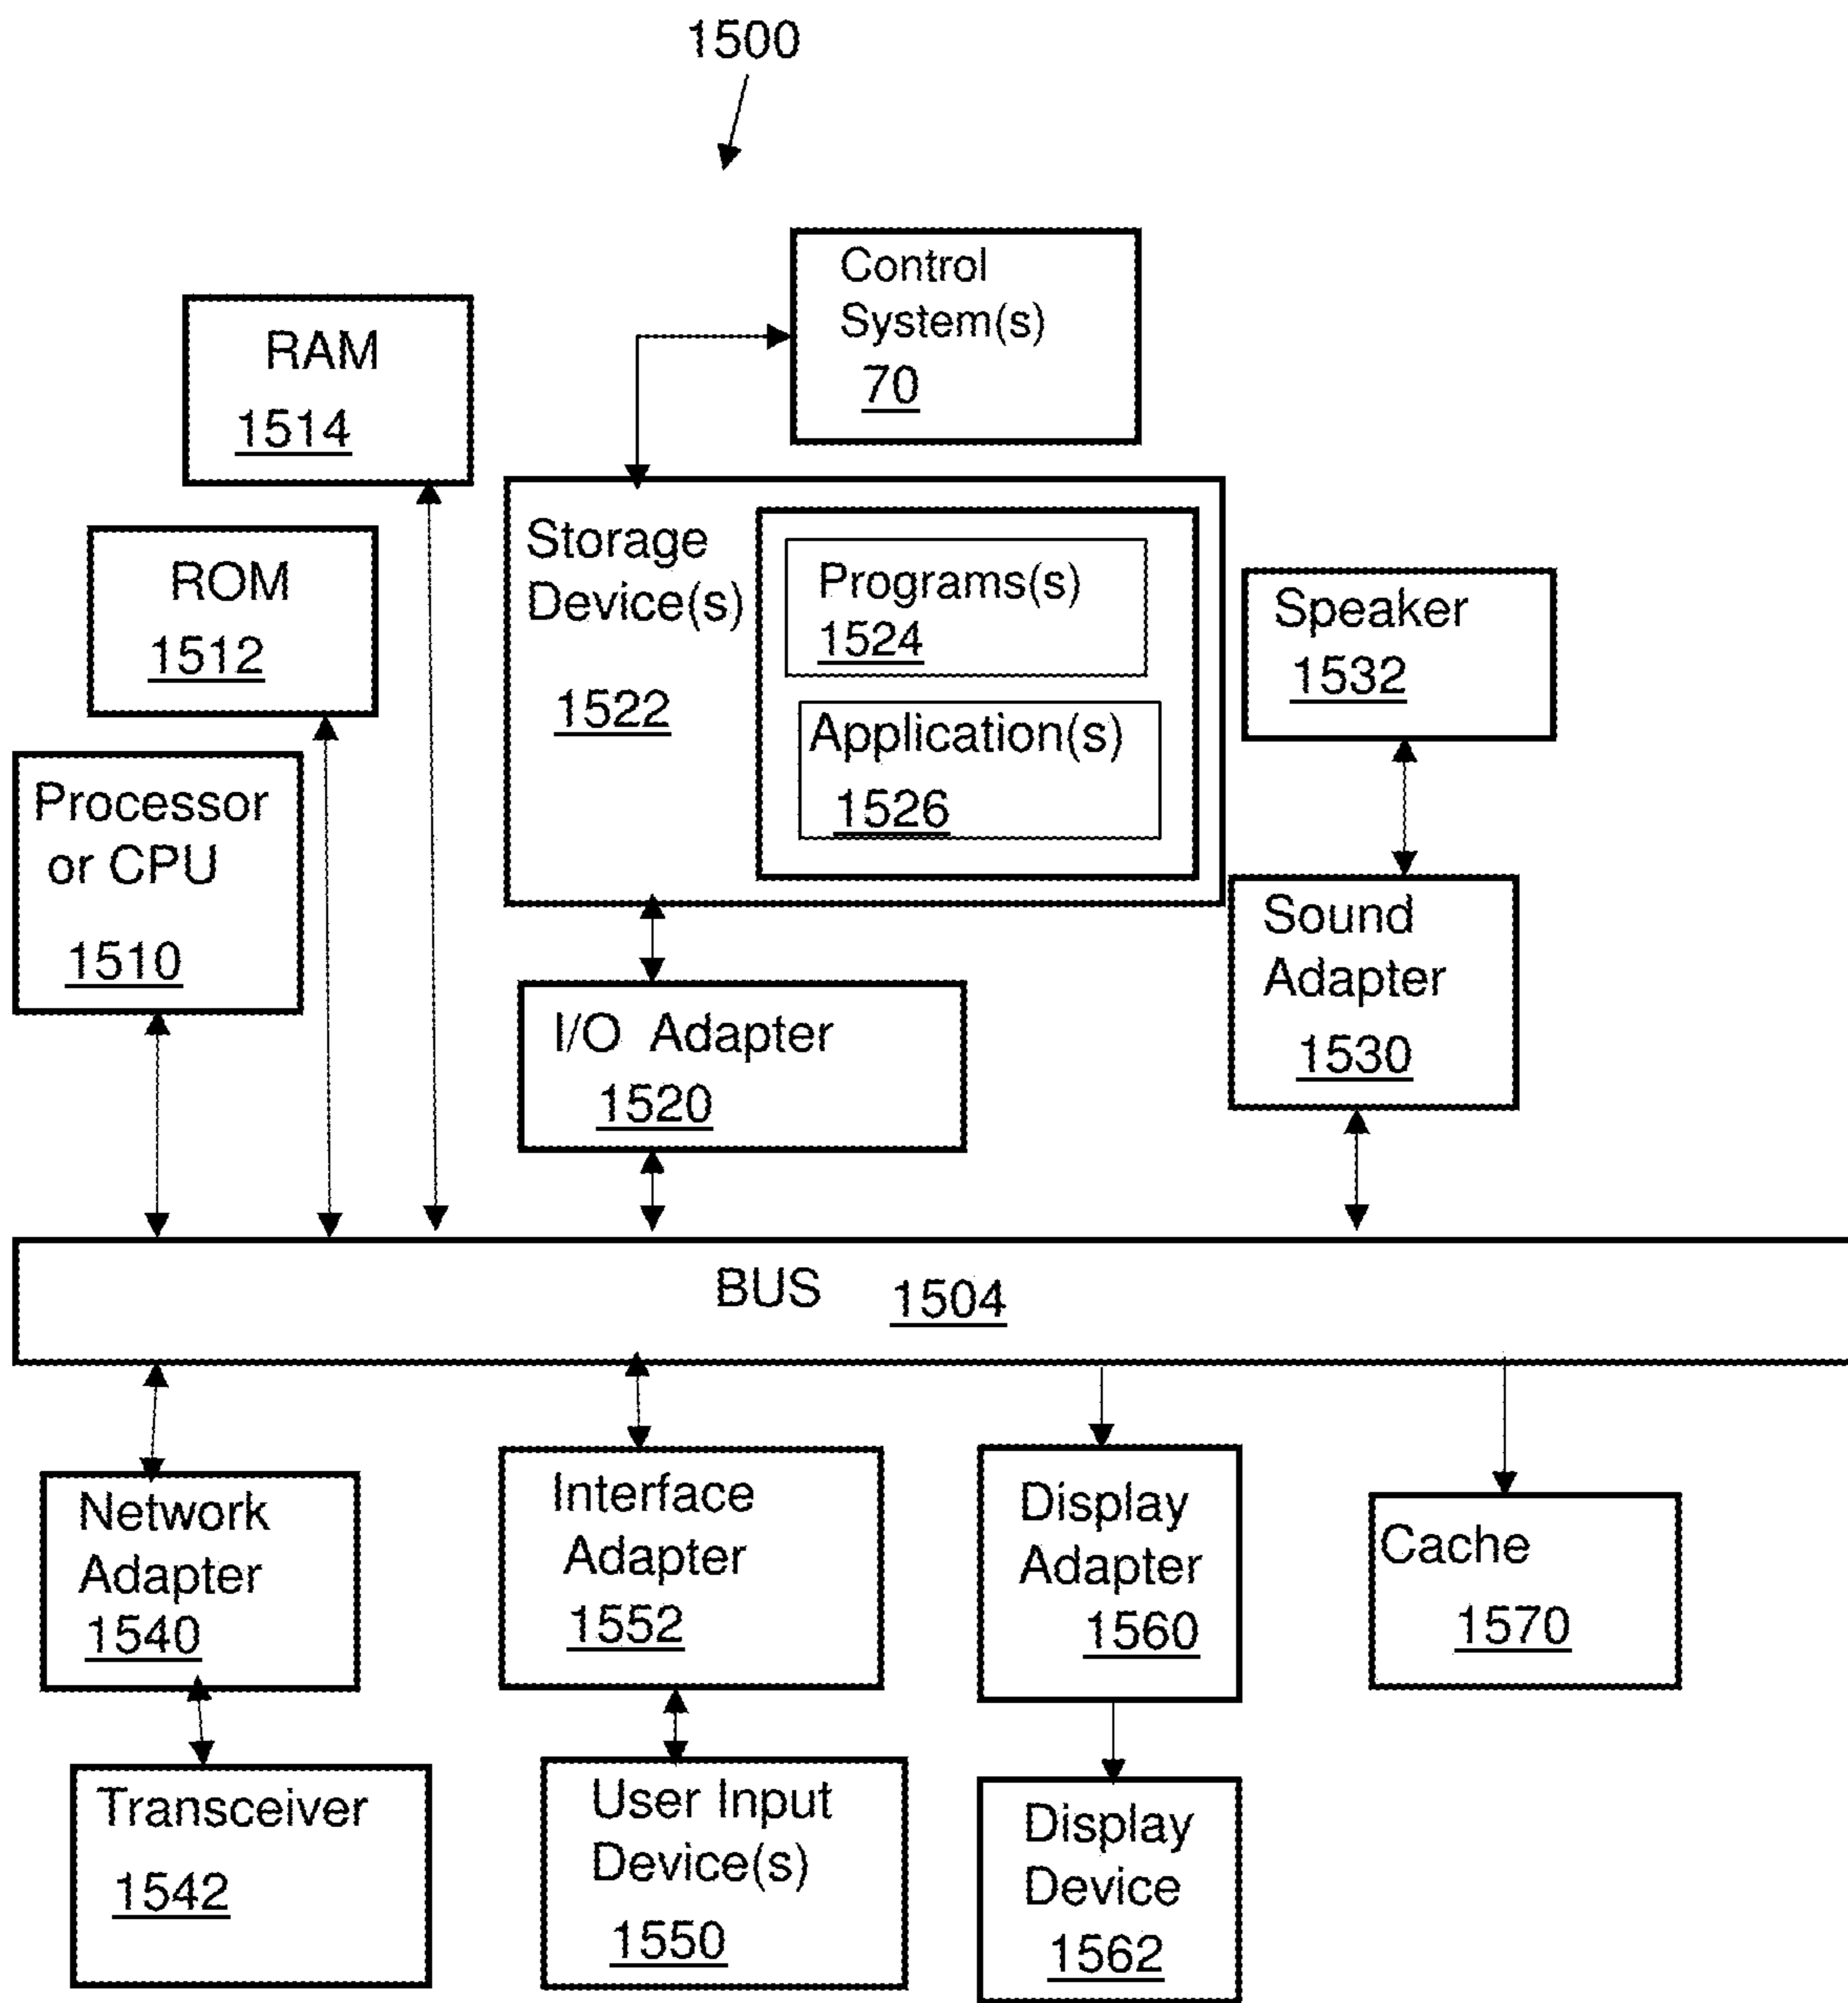 1500
Control
System(s)
70
RAM
1514
ROM
1512
Processor
or CPU
1510
Storage
Device(s)
1522
Programs(s)
1524
Application(s)
1526
Speaker
1532
Sound
Adapter
1530
I/O Adapter
1520
BUS 1504
Network
Adapter
1540
Interface
Adapter
1552
Display
Adapter
1560
Cache
1570
Transceiver
1542
User Input
Device(s)
1550
Display
Device
1562